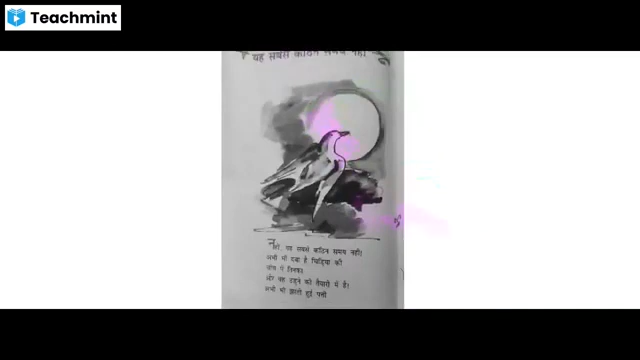 Teachmint
यह सबसे कठिन समय नहीं
नहीं, यह सबसे कठिन समय नहीं!
अभी भी दबा है चिड़िया की
चोंच में तिनका
और वह उड़ने की तैयारी में है!
अभी भी झरती हुई पत्ती